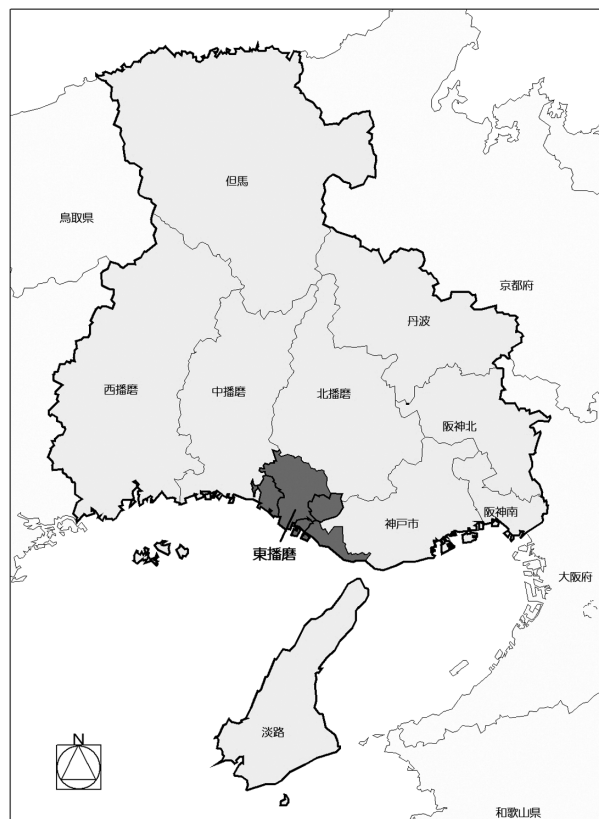 但馬
鳥取県
京都府
丹波
西播磨
中播磨
北播磨
阪神北
阪神南
神戸市
東播磨
大阪府
淡路
N
和歌山県